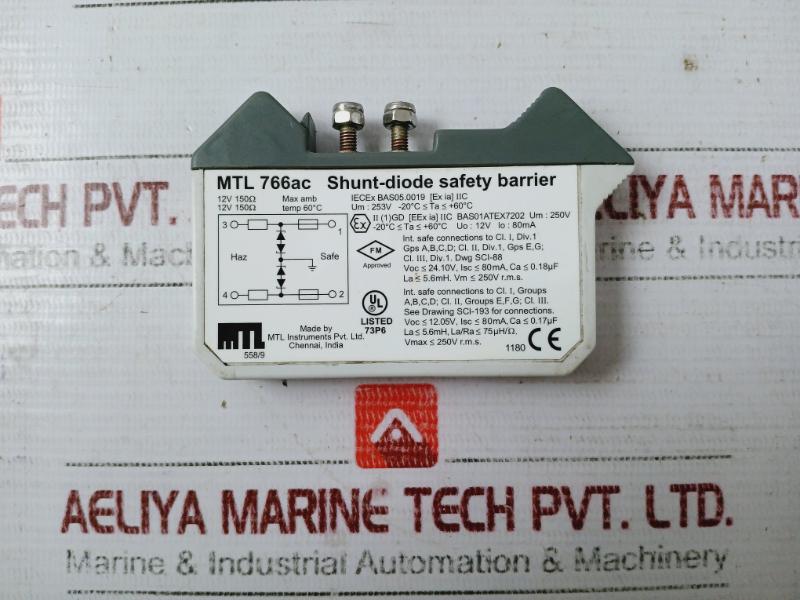 MTL 766ac Shunt-diode safety barrier
12V 150Ω Max amb
12V 150Ω temp 60°C
3 1
Haz Safe
4 2
MTL
558/9
Made by
MTL Instruments Pvt. Ltd.
Chennai, India
IECEx BAS05.0019 [Ex ia] IIC
Um : 253V -20°C ≤ Ta ≤ +60°C
Ex II (1)GD [EEx ia] IIC BAS01ATEX7202 Um : 250V
-20°C ≤ Ta ≤ +60°C Uo : 12V Io : 80mA
FM
Approved
Int. safe connections to Cl. I, Div.1
Gps A,B,C,D; Cl. II, Div.1, Gps E,G;
Cl. III, Div.1, Dwg SCI-88
Voc ≤ 24.10V, Isc ≤ 80mA, Ca ≤ 0.18µF
La ≤ 5.6mH, Vm ≤ 250V r.m.s.
UL
LISTED
73P6
Int. safe connections to Cl. I, Groups
A,B,C,D; Cl. II, Groups E,F,G; Cl. III.
See Drawing SCI-193 for connections.
Voc ≤ 12.05V, Isc ≤ 80mA, Ca ≤ 0.17µF
La ≤ 5.6mH, La/Ra ≤ 75µH/Ω.
Vmax ≤ 250V r.m.s.
1180 CE
PVT.
ELIYA MAR
tion & Machinery
ine & Industrial
AELIYA MARINE TECH PVT. LTD.
Marine & Industrial Automation & Machinery